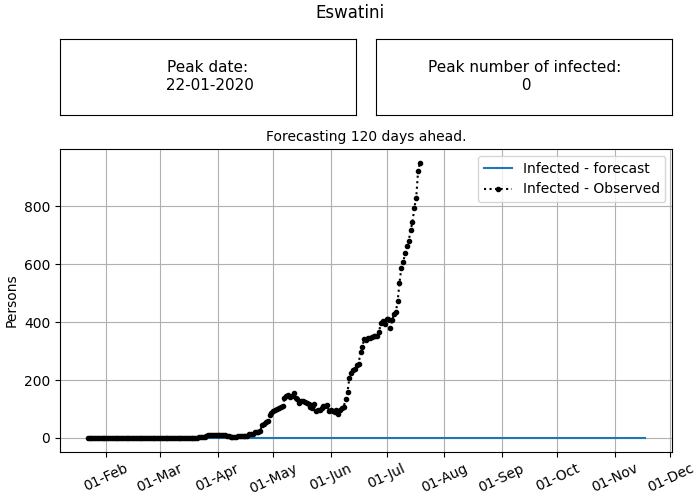 Eswatini
Peak date:
22-01-2020
Peak number of infected:
0
Forecasting 120 days ahead.
Infected - forecast
Infected - Observed
Persons
800
600
400
200
0
01-Feb
01-Mar
01-Apr
01-May
01-Jun
01-Jul
01-Aug
01-Sep
01-Oct
01-Nov
01-Dec